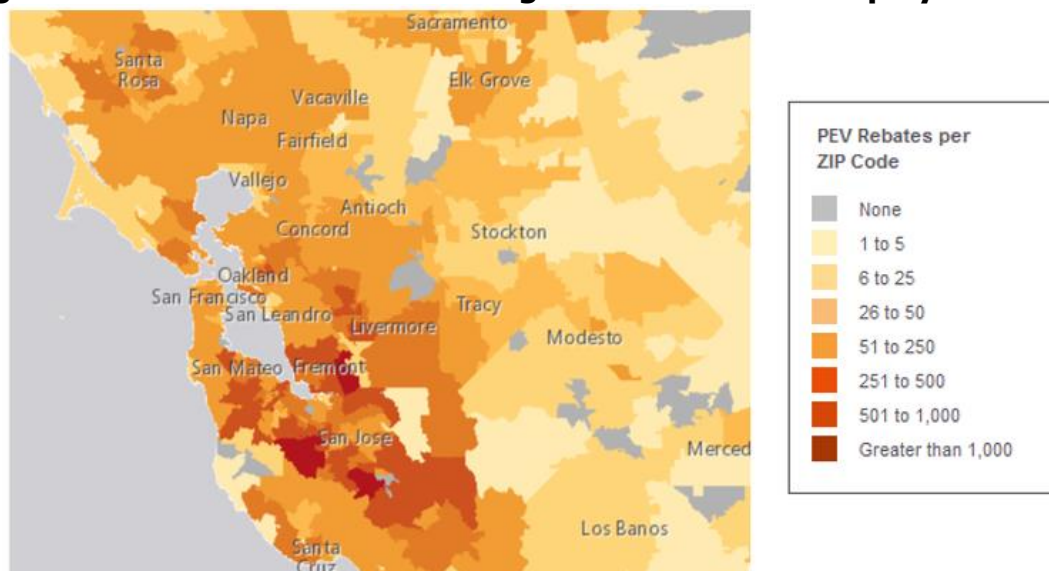 Sacramento
Santa
Rosa
Elk Grove
Vacaville
Napa
Fairfield
Vallejo
Antioch
Concord
Stockton
Oakland
San Francisco
San Leandro
Tracy
Livermore
Modesto
San Mateo
Fremont
San Jose
Merced
Los Banos
Santa
Cruz
PEV Rebates per
ZIP Code
None
1 to 5
6 to 25
26 to 50
51 to 250
251 to 500
501 to 1,000
Greater than 1,000